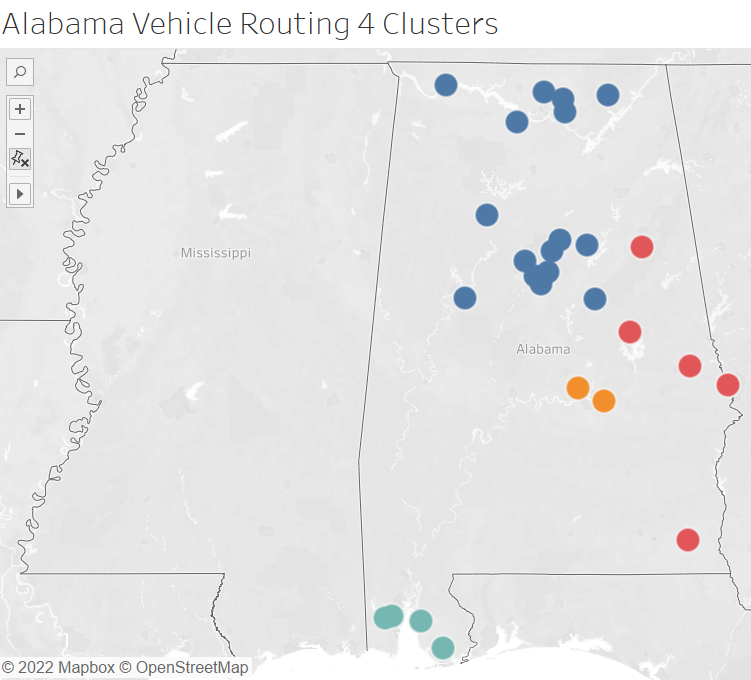 Alabama Vehicle Routing 4 Clusters
Mississippi
Alabama
© 2022 Mapbox © OpenStreetMap